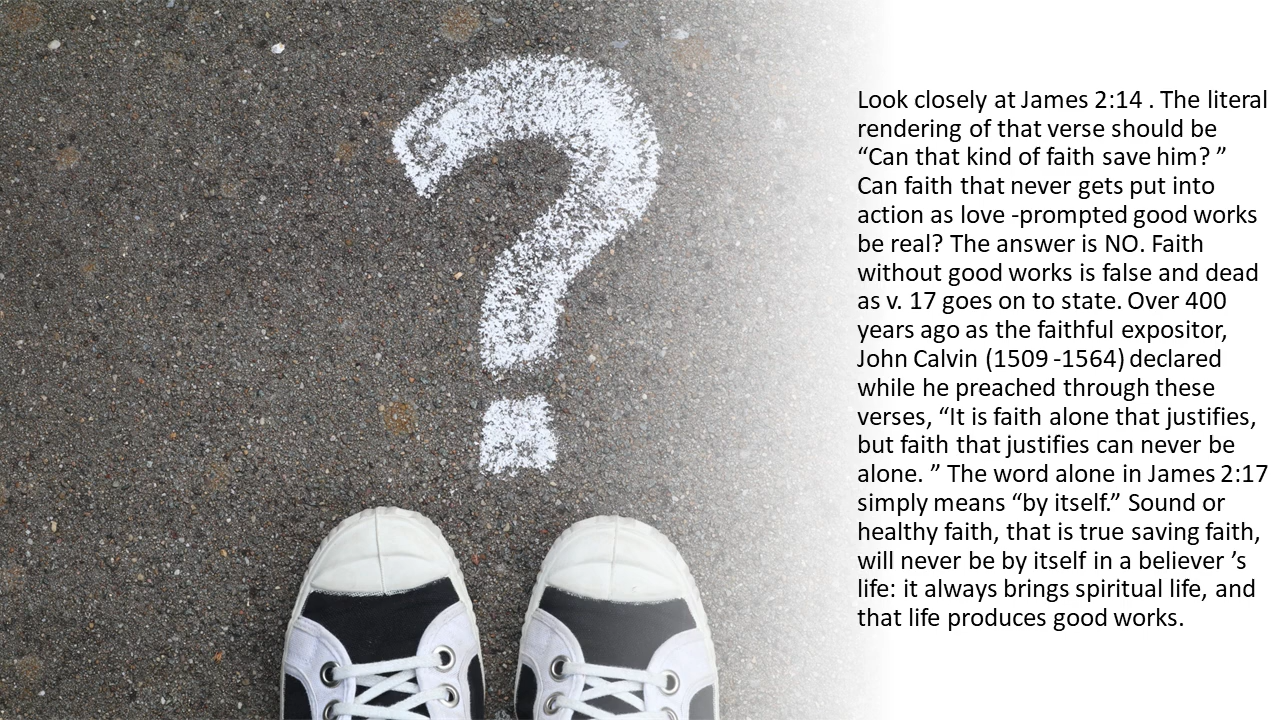 ?
Look closely at James 2:14 . The literal
rendering of that verse should be
“Can that kind of faith save him? ”
Can faith that never gets put into
action as love -prompted good works
be real? The answer is NO. Faith
without good works is false and dead
as v. 17 goes on to state. Over 400
years ago as the faithful expositor,
John Calvin (1509 -1564) declared
while he preached through these
verses, “It is faith alone that justifies,
but faith that justifies can never be
alone. ” The word alone in James 2:17
simply means “by itself.” Sound or
healthy faith, that is true saving faith,
will never be by itself in a believer ’s
life: it always brings spiritual life, and
that life produces good works.